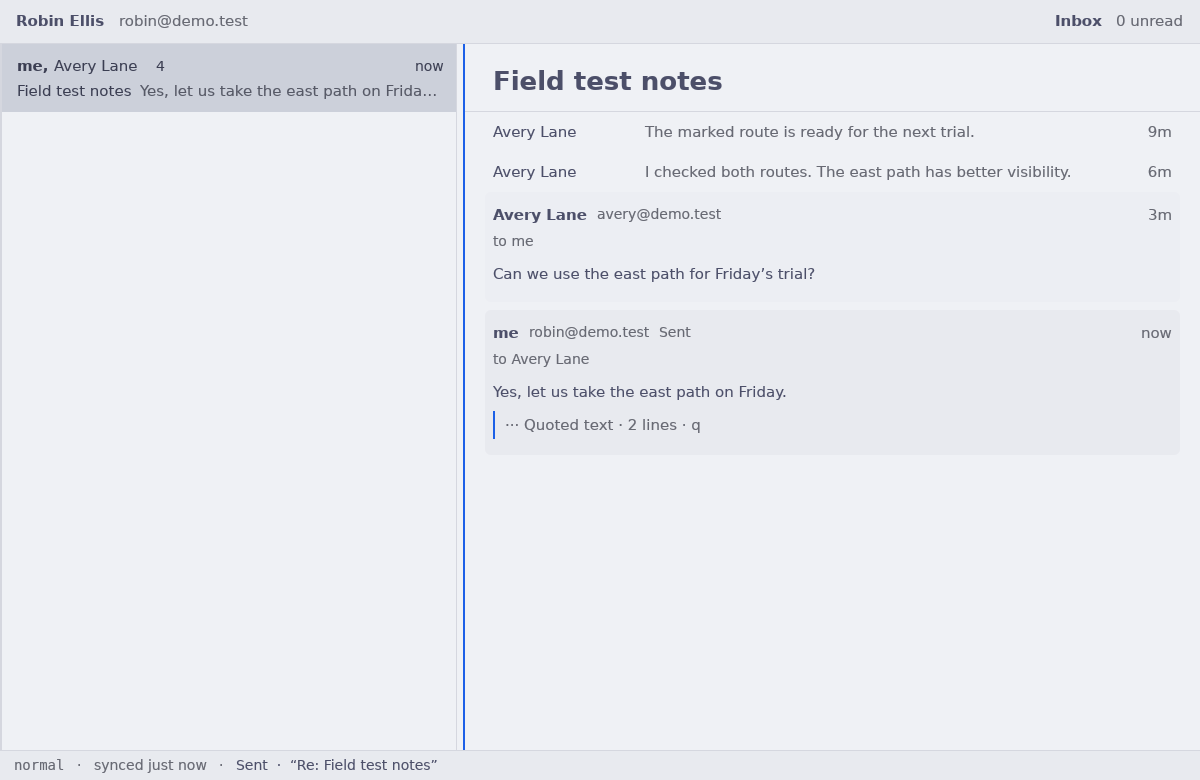 Robin Ellis robin@demo.test
Inbox 0 unread
me, Avery Lane 4 now
Field test notes Yes, let us take the east path on Frida…
Field test notes
Avery Lane The marked route is ready for the next trial. 9m
Avery Lane I checked both routes. The east path has better visibility. 6m
Avery Lane avery@demo.test 3m
to me
Can we use the east path for Friday’s trial?
me robin@demo.test Sent now
to Avery Lane
Yes, let us take the east path on Friday.
··· Quoted text · 2 lines · q
normal · synced just now · Sent · “Re: Field test notes”